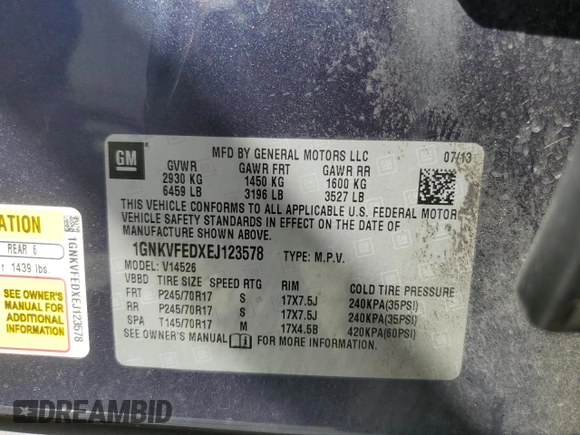 GM
MFD BY GENERAL MOTORS LLC 07/13
GVWR GAWR FRT GAWR RR
2930 KG 1450 KG 1600 KG
6459 LB 3196 LB 3527 LB
THIS VEHICLE CONFORMS TO ALL APPLICABLE U.S. FEDERAL MOTOR
VEHICLE SAFETY STANDARDS IN EFFECT ON THE DATE OF
MANUFACTURE SHOWN ABOVE.
1GNKVFEDXEJ123578 TYPE: M.P.V.
MODEL: V14526
VBBD TIRE SIZE SPEED RTG RIM COLD TIRE PRESSURE
FRT P245/70R17 S 17X7.5J 240KPA(35PSI)
RR P245/70R17 S 17X7.5J 240KPA(35PSI)
SPA T145/70R17 M 17X4.5B 420KPA(60PSI)
SEE OWNER'S MANUAL FOR MORE INFORMATION
ATION
REAR 6
1439 lbs.
SEE OWNER'S
MANUAL FOR
ADDITIONAL
INFORMATION
1GNKVFEDXEJ123578
DREAMBID